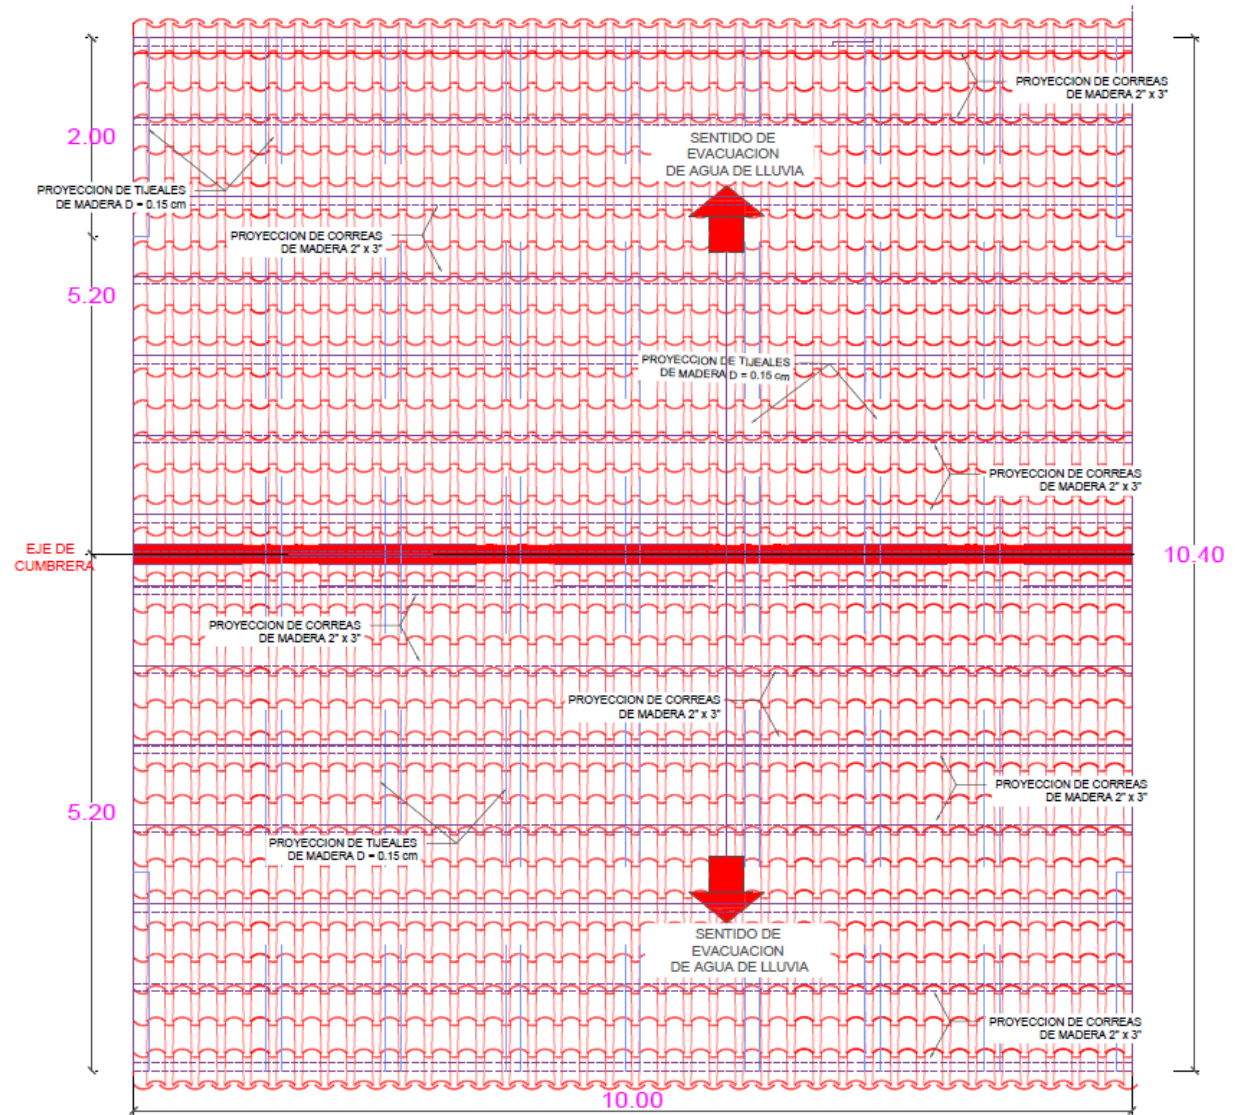 PROYECCION DE CORREAS
DE MADERA 2" x 3"
2.00
SENTIDO DE
EVACUACION
DE AGUA DE LLUVIA
PROYECCION DE TIJEALES
DE MADERA D = 0.15 cm
PROYECCION DE CORREAS
DE MADERA 2" x 3"
5.20
PROYECCION DE TIJEALES
DE MADERA D = 0.15 cm
PROYECCION DE CORREAS
DE MADERA 2" x 3"
EJE DE
CUMBRERA
10.40
PROYECCION DE CORREAS
DE MADERA 2" x 3"
PROYECCION DE CORREAS
DE MADERA 2" x 3"
PROYECCION DE CORREAS
DE MADERA 2" x 3"
5.20
PROYECCION DE TIJEALES
DE MADERA D = 0.15 cm
SENTIDO DE
EVACUACION
DE AGUA DE LLUVIA
PROYECCION DE CORREAS
DE MADERA 2" x 3"
10.00